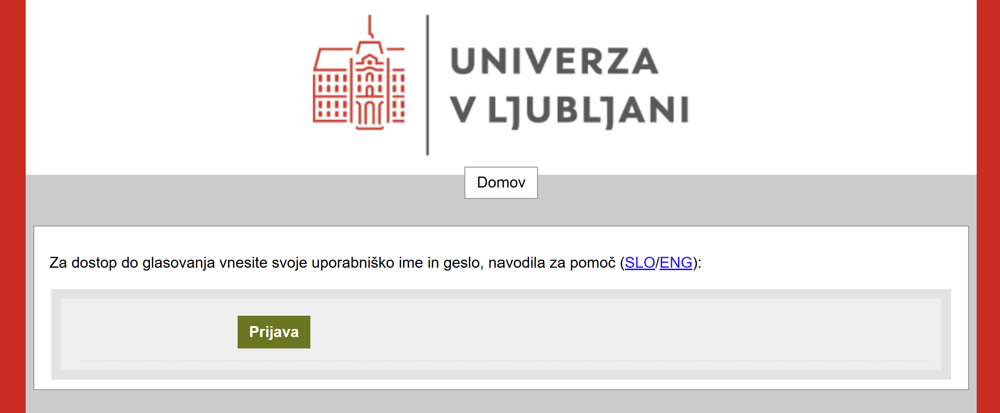 UNIVERZA
V LJUBLJANI
Domov
Za dostop do glasovanja vnesite svoje uporabniško ime in geslo, navodila za pomoč (SLO/ENG):
Prijava